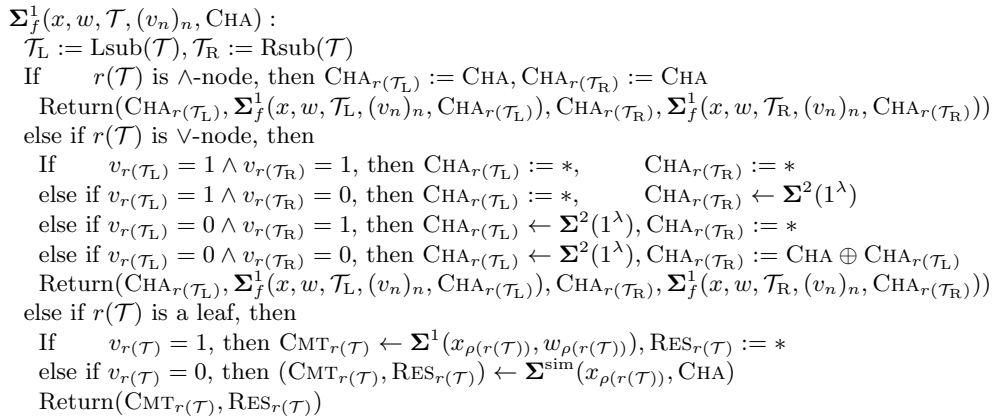 𝚺¹_f(x, w, 𝒯, (v_n)_n, CHA) :
𝒯_L := Lsub(𝒯), 𝒯_R := Rsub(𝒯)
If r(𝒯) is ∧-node, then CHA_{r(𝒯_L)} := CHA, CHA_{r(𝒯_R)} := CHA
Return(CHA_{r(𝒯_L)}, 𝚺¹_f(x, w, 𝒯_L, (v_n)_n, CHA_{r(𝒯_L)}), CHA_{r(𝒯_R)}, 𝚺¹_f(x, w, 𝒯_R, (v_n)_n, CHA_{r(𝒯_R)}))
else if r(𝒯) is ∨-node, then
If v_{r(𝒯_L)} = 1 ∧ v_{r(𝒯_R)} = 1, then CHA_{r(𝒯_L)} := ∗, CHA_{r(𝒯_R)} := ∗
else if v_{r(𝒯_L)} = 1 ∧ v_{r(𝒯_R)} = 0, then CHA_{r(𝒯_L)} := ∗, CHA_{r(𝒯_R)} ← 𝚺²(1^λ)
else if v_{r(𝒯_L)} = 0 ∧ v_{r(𝒯_R)} = 1, then CHA_{r(𝒯_L)} ← 𝚺²(1^λ), CHA_{r(𝒯_R)} := ∗
else if v_{r(𝒯_L)} = 0 ∧ v_{r(𝒯_R)} = 0, then CHA_{r(𝒯_L)} ← 𝚺²(1^λ), CHA_{r(𝒯_R)} := CHA ⊕ CHA_{r(𝒯_L)}
Return(CHA_{r(𝒯_L)}, 𝚺¹_f(x, w, 𝒯_L, (v_n)_n, CHA_{r(𝒯_L)}), CHA_{r(𝒯_R)}, 𝚺¹_f(x, w, 𝒯_R, (v_n)_n, CHA_{r(𝒯_R)}))
else if r(𝒯) is a leaf, then
If v_{r(𝒯)} = 1, then CMT_{r(𝒯)} ← 𝚺¹(x_{ρ(r(𝒯))}, w_{ρ(r(𝒯))}), RES_{r(𝒯)} := ∗
else if v_{r(𝒯)} = 0, then (CMT_{r(𝒯)}, RES_{r(𝒯)}) ← 𝚺^{sim}(x_{ρ(r(𝒯))}, CHA)
Return(CMT_{r(𝒯)}, RES_{r(𝒯)})